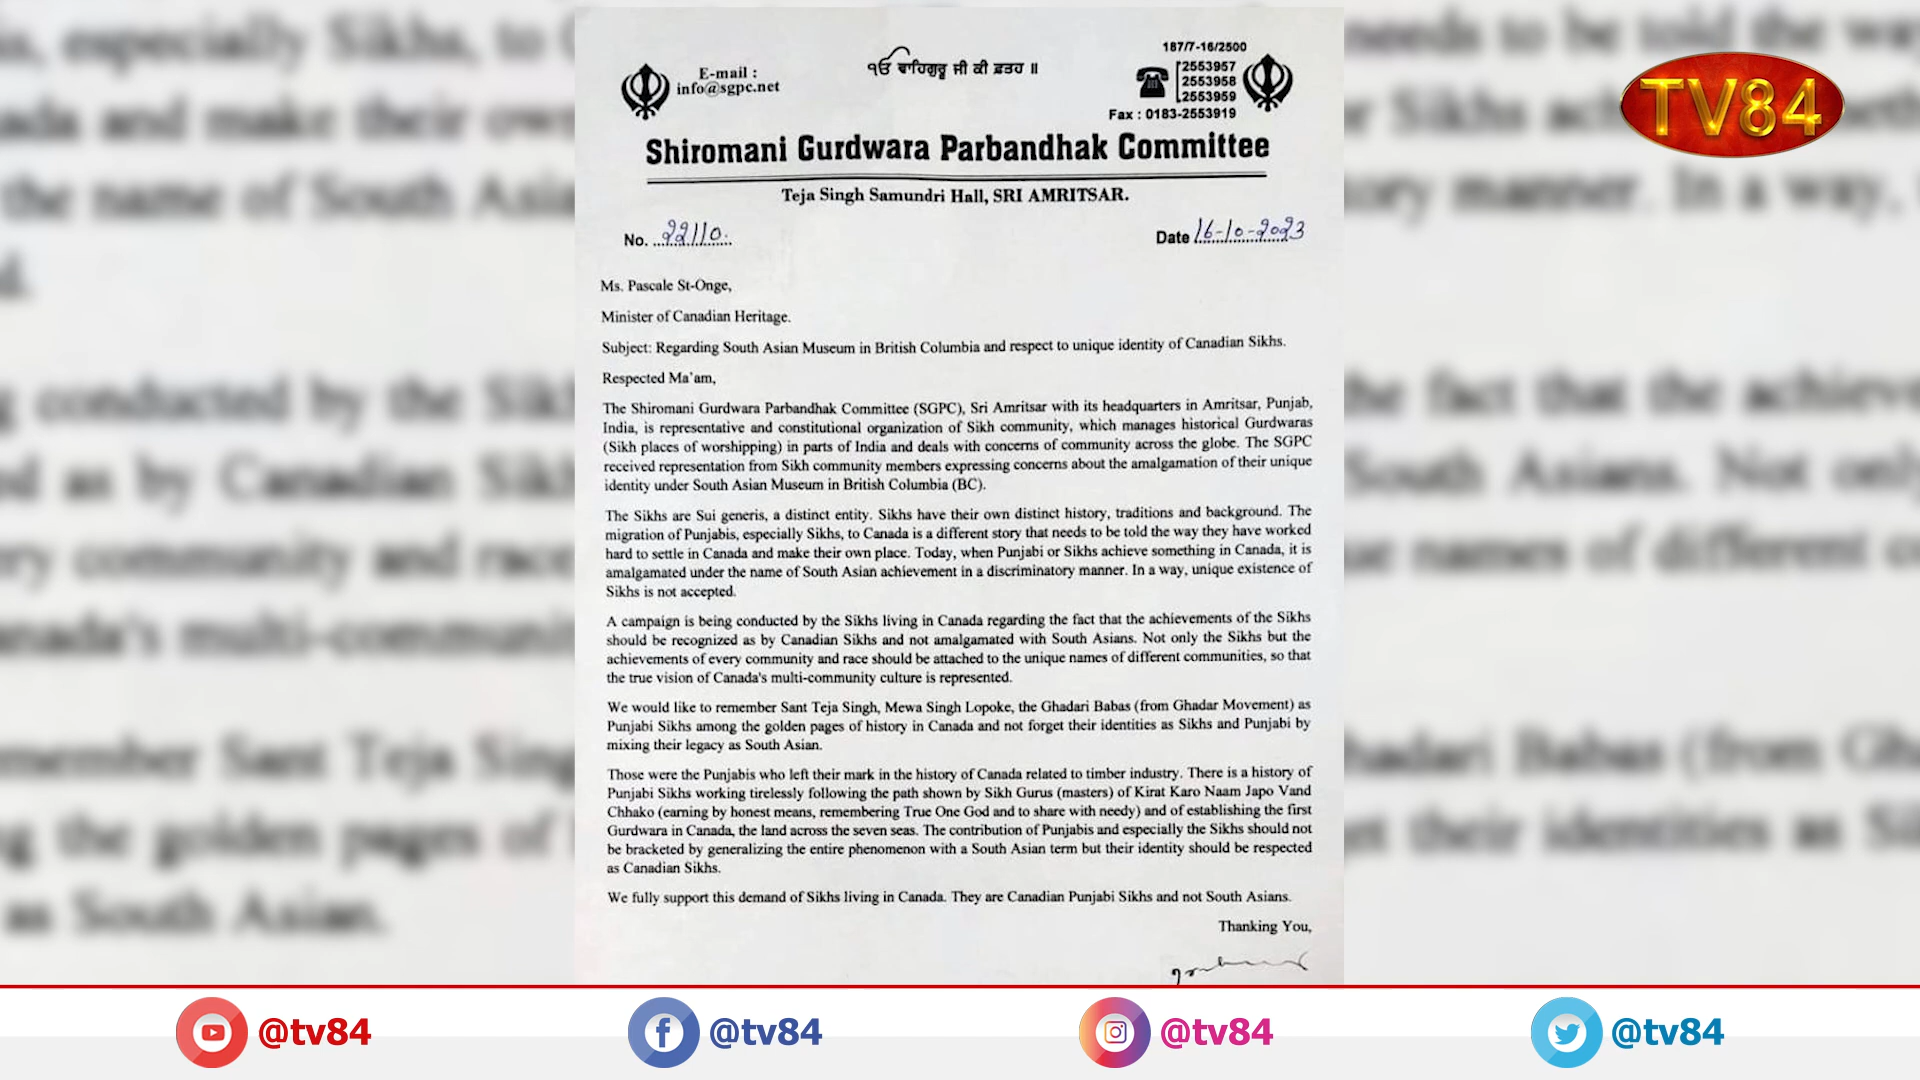 TV84
187/7-16/2500
E-mail :
info@sgpc.net
ੴ ਵਾਹਿਗੁਰੂ ਜੀ ਕੀ ਫ਼ਤਹ ॥
2553957
2553958
2553959
Fax : 0183-2553919
Shiromani Gurdwara Parbandhak Committee
Teja Singh Samundri Hall, SRI AMRITSAR.
No. 22110.
Date 16-10-2023
Ms. Pascale St-Onge,
Minister of Canadian Heritage.
Subject: Regarding South Asian Museum in British Columbia and respect to unique identity of Canadian Sikhs.
Respected Ma'am,
The Shiromani Gurdwara Parbandhak Committee (SGPC), Sri Amritsar with its headquarters in Amritsar, Punjab,
India, is representative and constitutional organization of Sikh community, which manages historical Gurdwaras
(Sikh places of worshipping) in parts of India and deals with concerns of community across the globe. The SGPC
received representation from Sikh community members expressing concerns about the amalgamation of their unique
identity under South Asian Museum in British Columbia (BC).
The Sikhs are Sui generis, a distinct entity. Sikhs have their own distinct history, traditions and background. The
migration of Punjabis, especially Sikhs, to Canada is a different story that needs to be told the way they have worked
hard to settle in Canada and make their own place. Today, when Punjabi or Sikhs achieve something in Canada, it is
amalgamated under the name of South Asian achievement in a discriminatory manner. In a way, unique existence of
Sikhs is not accepted.
A campaign is being conducted by the Sikhs living in Canada regarding the fact that the achievements of the Sikhs
should be recognized as by Canadian Sikhs and not amalgamated with South Asians. Not only the Sikhs but the
achievements of every community and race should be attached to the unique names of different communities, so that
the true vision of Canada's multi-community culture is represented.
We would like to remember Sant Teja Singh, Mewa Singh Lopoke, the Ghadari Babas (from Ghadar Movement) as
Punjabi Sikhs among the golden pages of history in Canada and not forget their identities as Sikhs and Punjabi by
mixing their legacy as South Asian.
Those were the Punjabis who left their mark in the history of Canada related to timber industry. There is a history of
Punjabi Sikhs working tirelessly following the path shown by Sikh Gurus (masters) of Kirat Karo Naam Japo Vand
Chhako (earning by honest means, remembering True One God and to share with needy) and of establishing the first
Gurdwara in Canada, the land across the seven seas. The contribution of Punjabis and especially the Sikhs should not
be bracketed by generalizing the entire phenomenon with a South Asian term but their identity should be respected
as Canadian Sikhs.
We fully support this demand of Sikhs living in Canada. They are Canadian Punjabi Sikhs and not South Asians.
Thanking You,
@tv84
@tv84
@tv84
@tv84